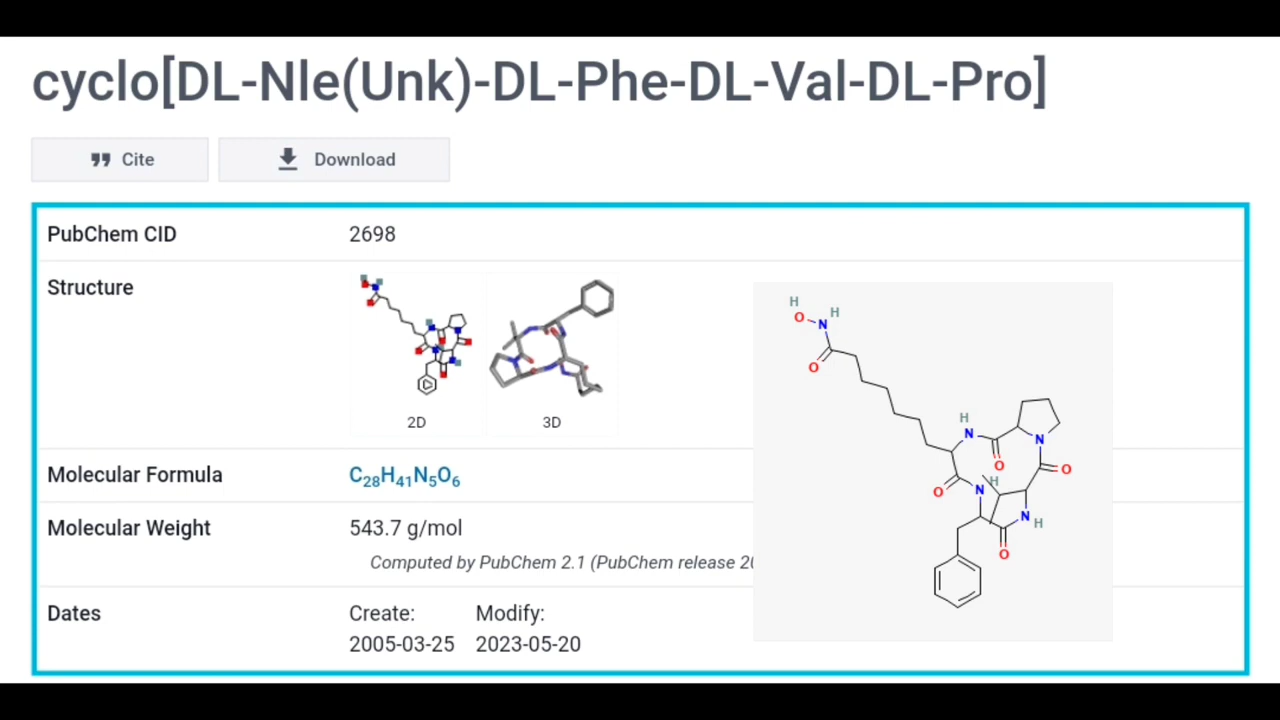 cyclo[DL-Nle(Unk)-DL-Phe-DL-Val-DL-Pro]
Cite
Download
PubChem CID 2698
Structure
2D 3D
Molecular Formula C₂₈H₄₁N₅O₆
Molecular Weight 543.7 g/mol
Computed by PubChem 2.1 (PubChem release 20
Dates Create: Modify:
2005-03-25 2023-05-20
H
O N H
O
H
N N
O O
O N H
N H
O